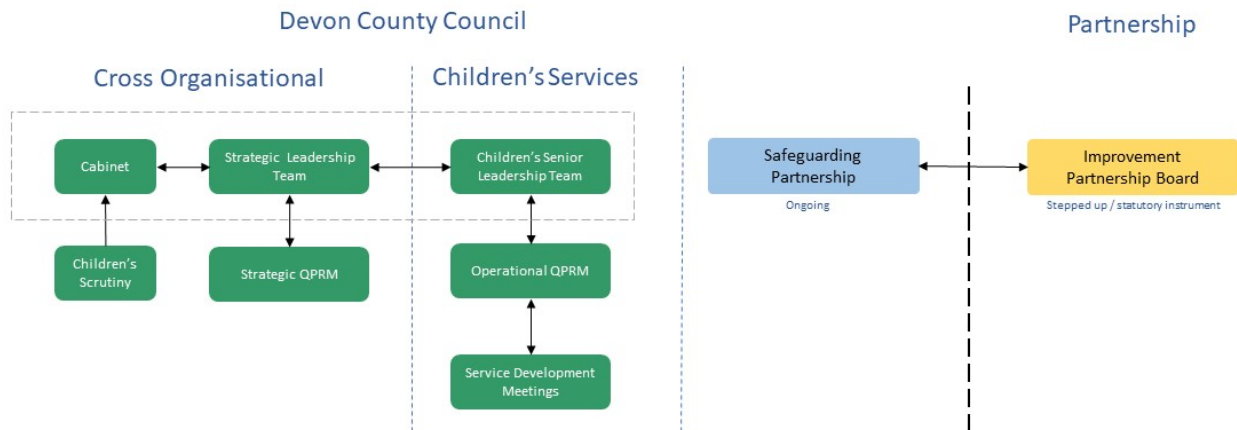 Devon County Council
Partnership
Cross Organisational
Children's Services
Cabinet
Strategic Leadership
Team
Children's Senior
Leadership Team
Safeguarding
Partnership
Improvement
Partnership Board
Ongoing
Stepped up / statutory instrument
Children's
Scrutiny
Strategic QPRM
Operational QPRM
Service Development
Meetings